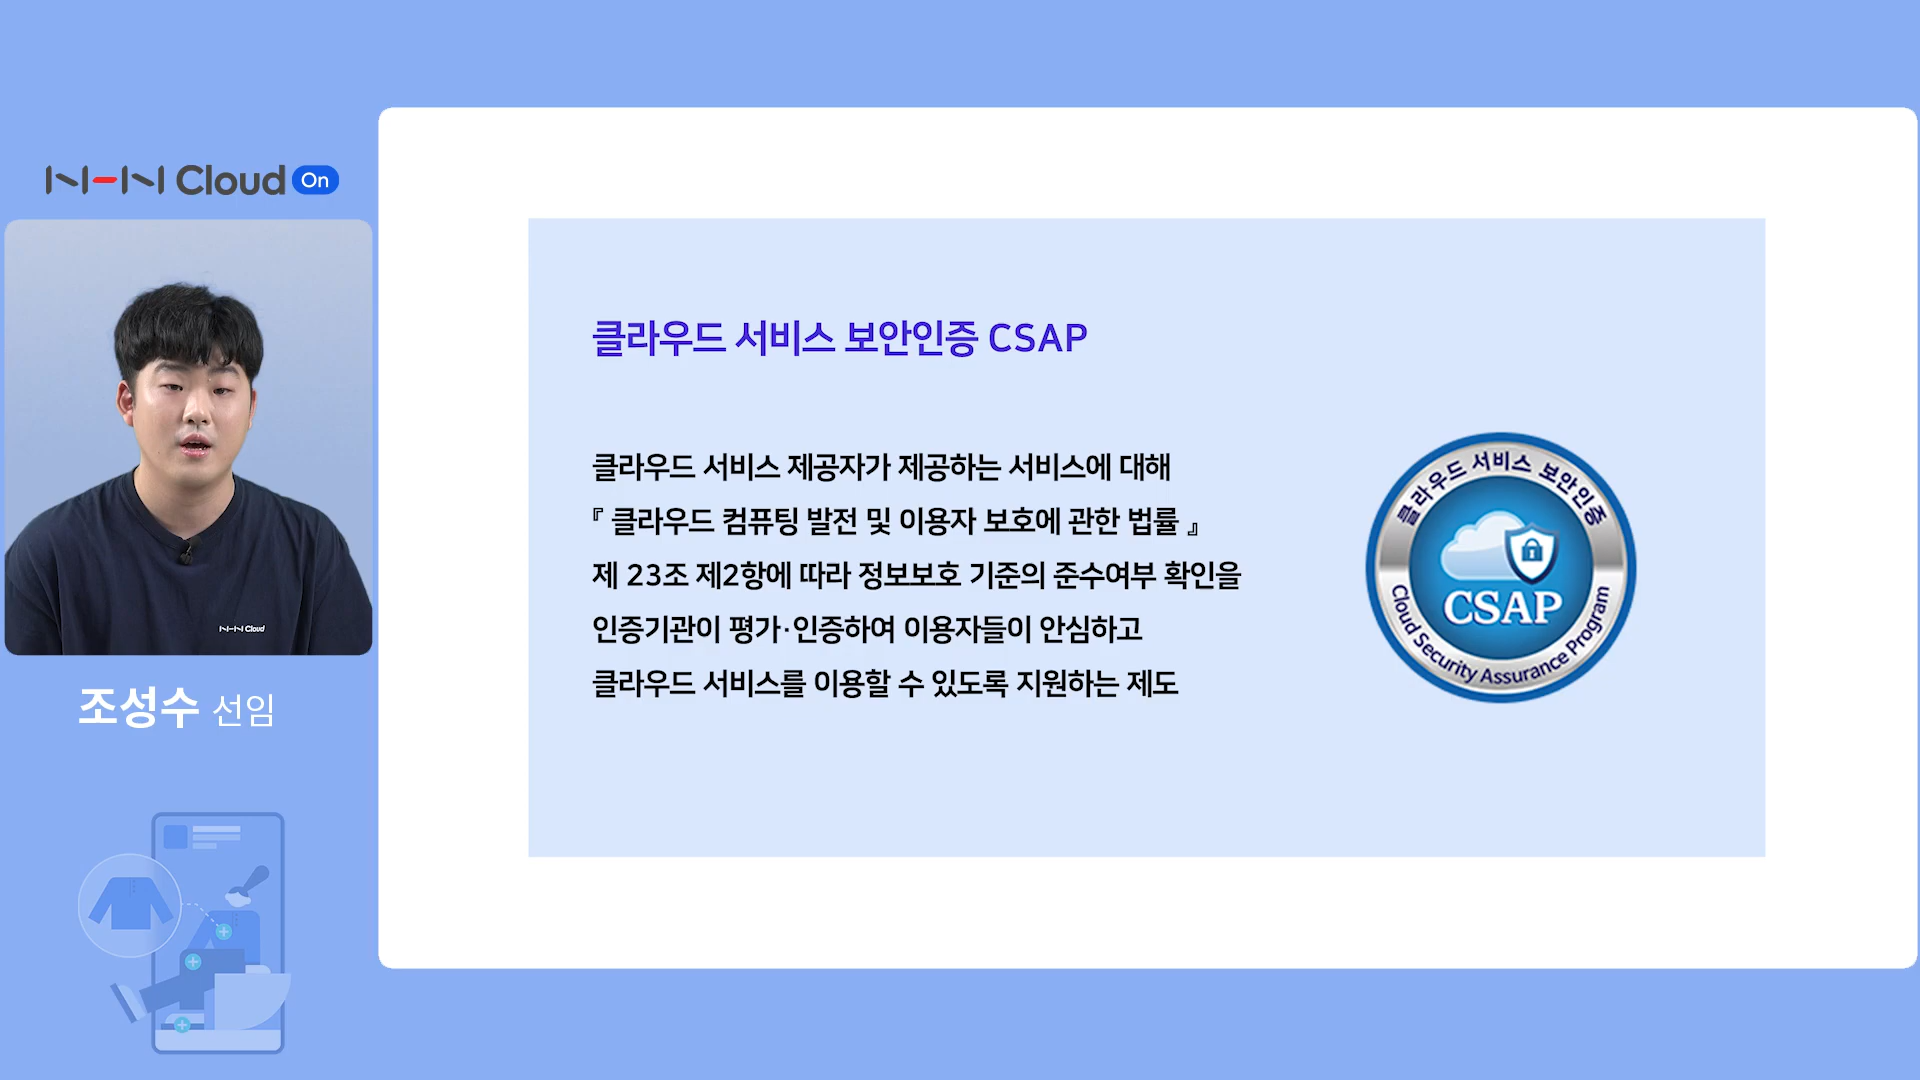 NHN Cloud On
NHN Cloud
조성수 선임
클라우드 서비스 보안인증 CSAP
클라우드 서비스 제공자가 제공하는 서비스에 대해
『 클라우드 컴퓨팅 발전 및 이용자 보호에 관한 법률 』
제 23조 제2항에 따라 정보보호 기준의 준수여부 확인을
인증기관이 평가·인증하여 이용자들이 안심하고
클라우드 서비스를 이용할 수 있도록 지원하는 제도
클라우드 서비스 보안인증
CSAP
Cloud Security Assurance Program